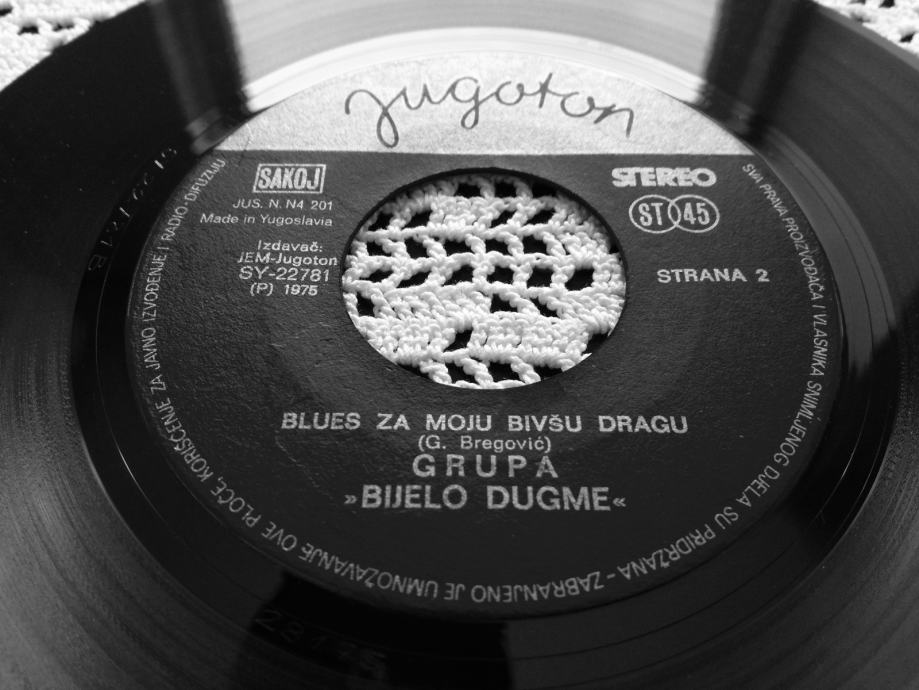 jugoton
SAKOJ
JUS. N. N4 201
Made in Yugoslavia
Izdavač:
JEM-Jugoton
SY-22781
(P) 1975
STEREO
ST 45
STRANA 2
BLUES ZA MOJU BIVŠU DRAGU
(G. Bregović)
GRUPA
»BIJELO DUGME«
SVA PRAVA PROIZVOĐAČA I VLASNIKA SNIMLJENOG DJELA SU PRIDRŽANA - ZABRANJENO JE UMNOŽAVANJE OVE PLOČE, KORIŠĆENJE ZA JAVNO IZVOĐENJE I RADIO-DIFUZIJU